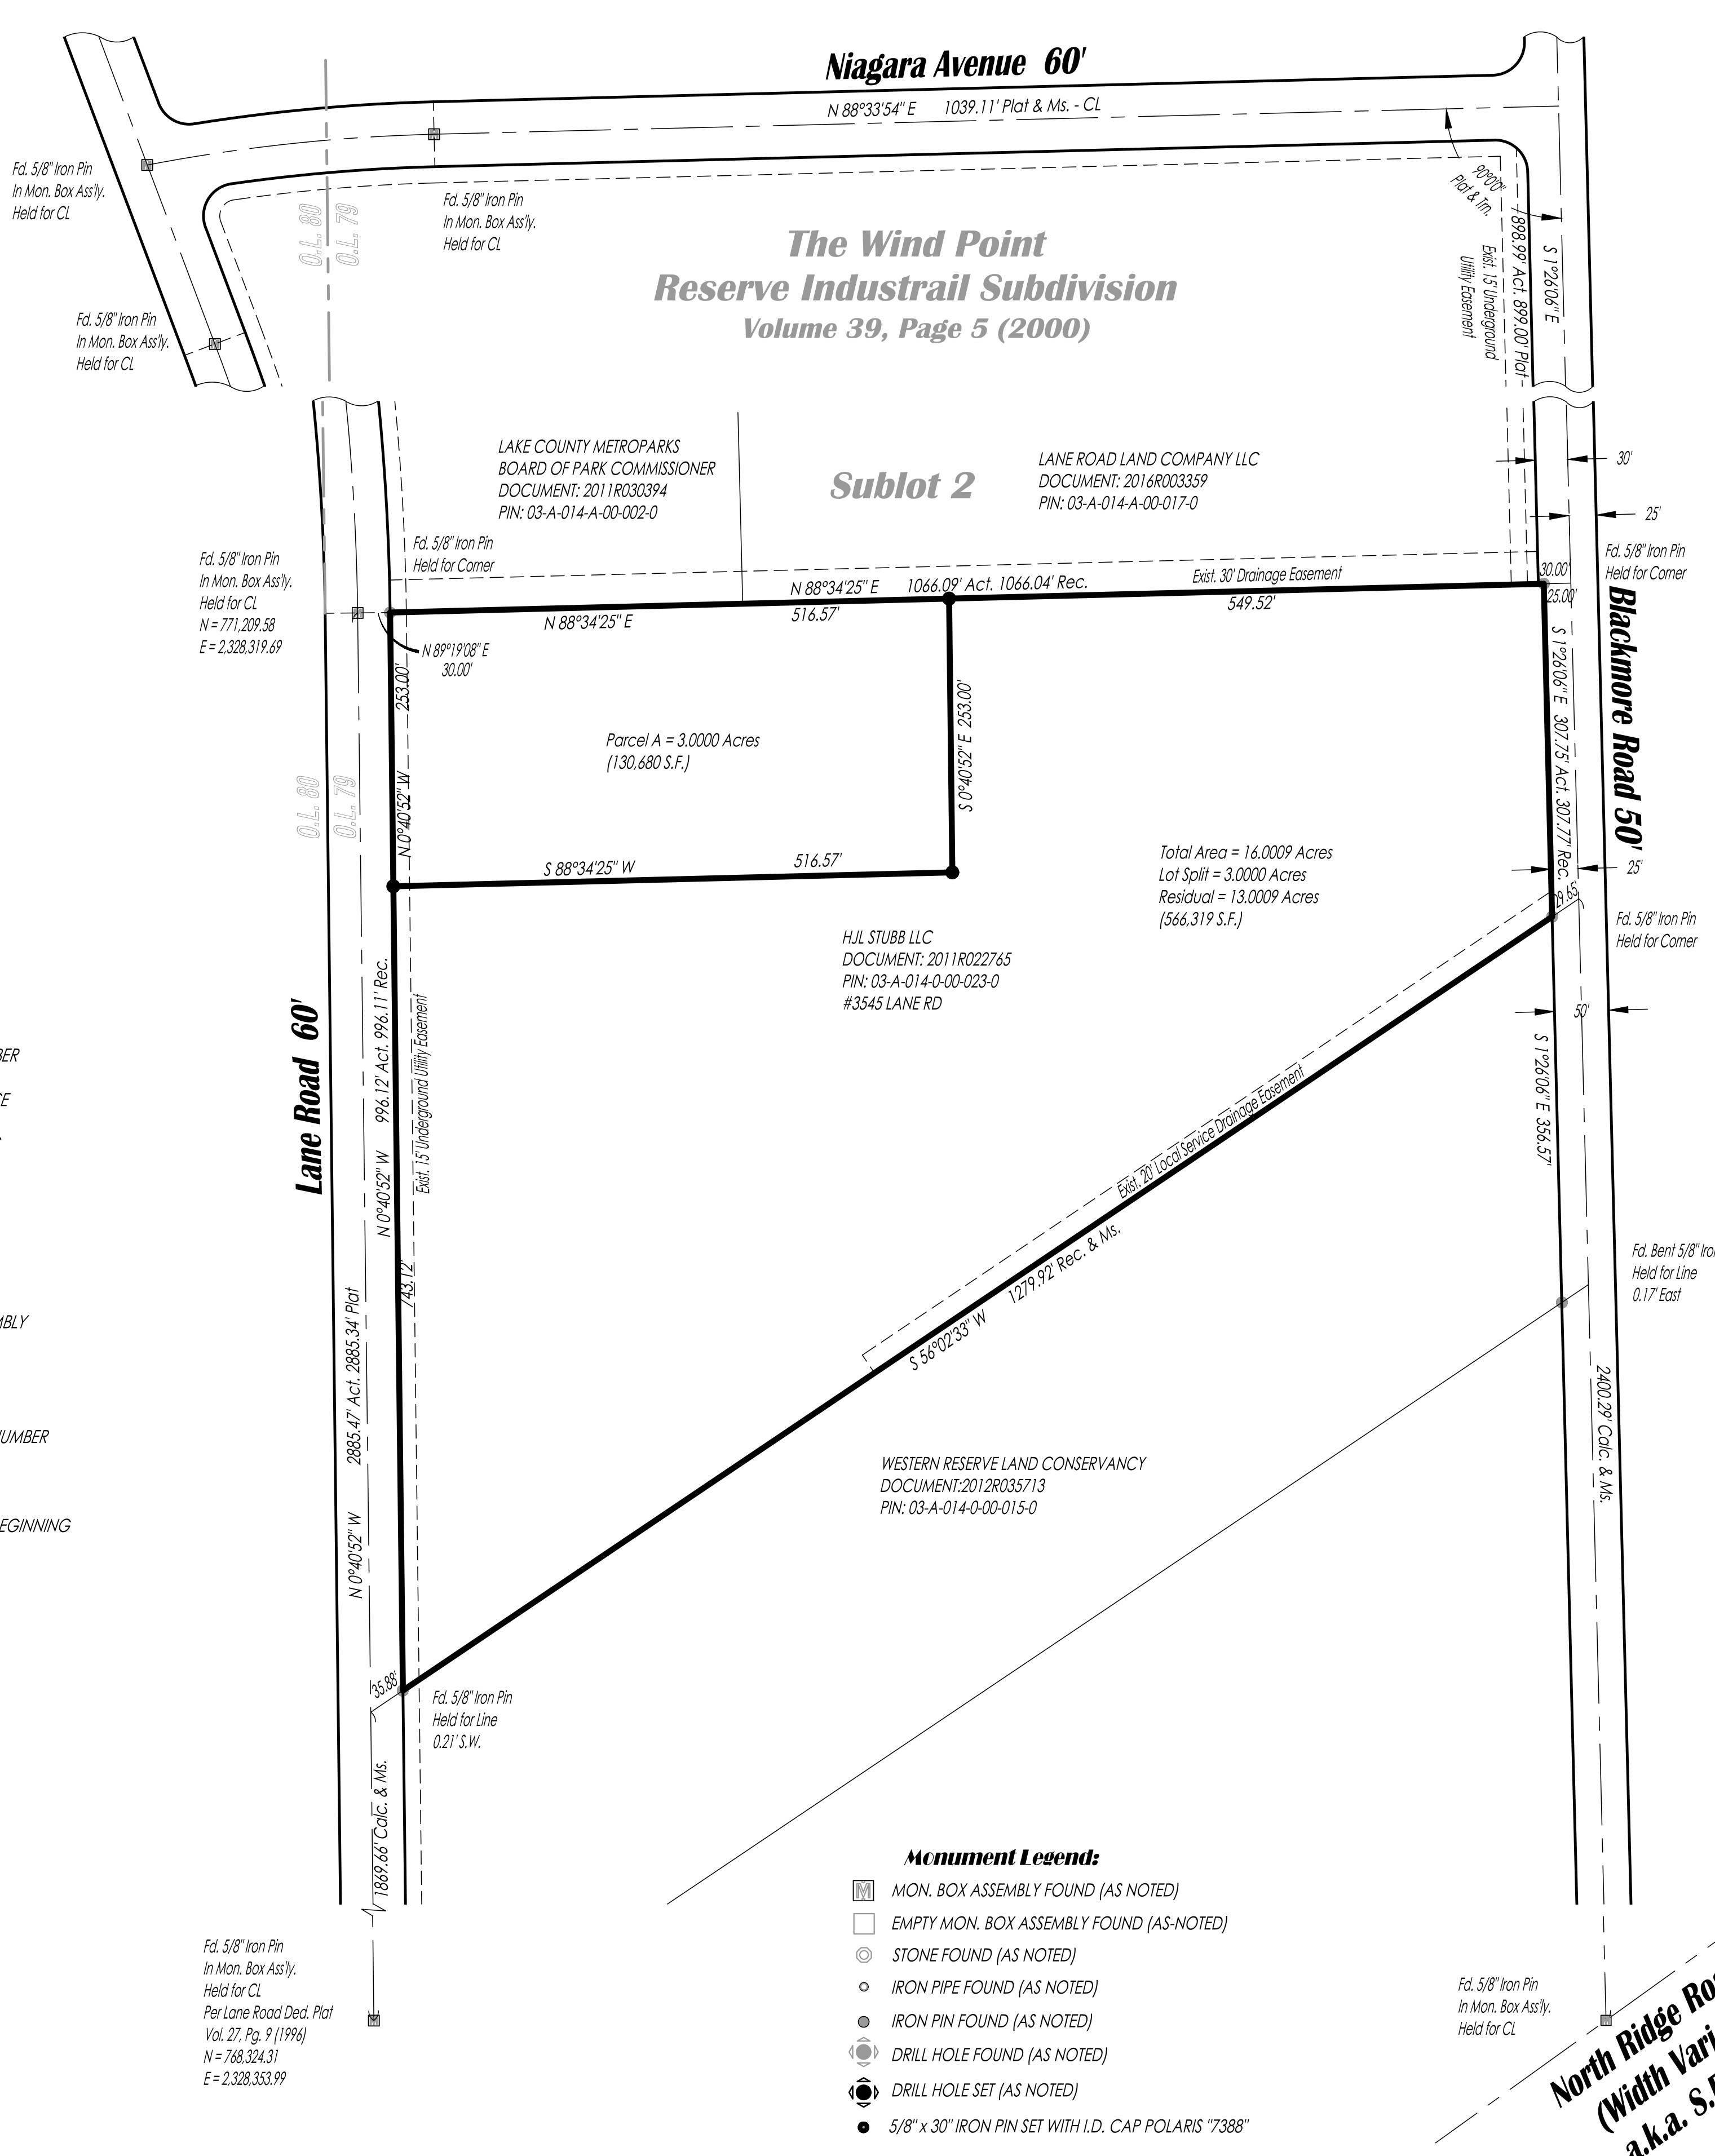 Niagara Avenue 60'
N 88°33'54" E 1039.11' Plat & Ms. - CL
Fd. 5/8" Iron Pin
In Mon. Box Ass'ly.
Held for CL
Fd. 5/8" Iron Pin
In Mon. Box Ass'ly.
Held for CL
90°00"
Plat & Trn.
O.L. 80
O.L. 79
The Wind Point
Reserve Industrail Subdivision
Volume 39, Page 5 (2000)
898.99' Act. 899.00' Plat
S 1°26'06" E
Exist. 15' Underground
Utility Easement
Fd. 5/8" Iron Pin
In Mon. Box Ass'ly.
Held for CL
LAKE COUNTY METROPARKS
BOARD OF PARK COMMISSIONER
DOCUMENT: 2011R030394
PIN: 03-A-014-A-00-002-0
Sublot 2
LANE ROAD LAND COMPANY LLC
DOCUMENT: 2016R003359
PIN: 03-A-014-A-00-017-0
30'
25'
Fd. 5/8" Iron Pin
In Mon. Box Ass'ly.
Held for CL
N = 771,209.58
E = 2,328,319.69
Fd. 5/8" Iron Pin
Held for Corner
Fd. 5/8" Iron Pin
Held for Corner
N 88°34'25" E 1066.09' Act. 1066.04' Rec.
Exist. 30' Drainage Easement
30.00'
25.00'
N 88°34'25" E
516.57'
549.52'
N 89°19'08" E
30.00'
253.00'
N 0°40'52" W
S 0°40'52" E 253.00'
S 1°26'06" E 307.75' Act. 307.77' Rec.
Blackmore Road 50'
Parcel A = 3.0000 Acres
(130,680 S.F.)
O.L. 80
O.L. 79
S 88°34'25" W
516.57'
Total Area = 16.0009 Acres
Lot Split = 3.0000 Acres
Residual = 13.0009 Acres
(566,319 S.F.)
25'
29.65'
Fd. 5/8" Iron Pin
Held for Corner
HJL STUBB LLC
DOCUMENT: 2011R022765
PIN: 03-A-014-0-00-023-0
#3545 LANE RD
50'
S 1°26'06" E 356.57'
Lane Road 60'
N 0°40'52" W 996.12' Act. 996.11' Rec.
Exist. 15' Underground Utility Easement
743.12'
BER
CE
Exist. 20' Local Service Drainage Easement
S 56°02'33" W 1279.92' Rec. & Ms.
Fd. Bent 5/8" Iro
Held for Line
0.17' East
MBLY
N 0°40'52" W 2885.47' Act. 2885.34' Plat
2400.29' Calc. & Ms.
NUMBER
EGINNING
WESTERN RESERVE LAND CONSERVANCY
DOCUMENT:2012R035713
PIN: 03-A-014-0-00-015-0
35.88'
Fd. 5/8" Iron Pin
Held for Line
0.21' S.W.
1869.66' Calc. & Ms.
Fd. 5/8" Iron Pin
In Mon. Box Ass'ly.
Held for CL
Per Lane Road Ded. Plat
Vol. 27, Pg. 9 (1996)
N = 768,324.31
E = 2,328,353.99
Monument Legend:
M MON. BOX ASSEMBLY FOUND (AS NOTED)
EMPTY MON. BOX ASSEMBLY FOUND (AS-NOTED)
STONE FOUND (AS NOTED)
IRON PIPE FOUND (AS NOTED)
IRON PIN FOUND (AS NOTED)
DRILL HOLE FOUND (AS NOTED)
DRILL HOLE SET (AS NOTED)
5/8" x 30" IRON PIN SET WITH I.D. CAP POLARIS "7388"
Fd. 5/8" Iron Pin
In Mon. Box Ass'ly.
Held for CL
North Ridge Roa
(Width Vari
a.k.a. S.